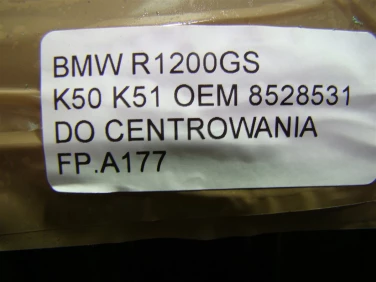 BMW R1200GS
K50 K51 OEM 8528531
DO CENTROWANIA
FP.A177